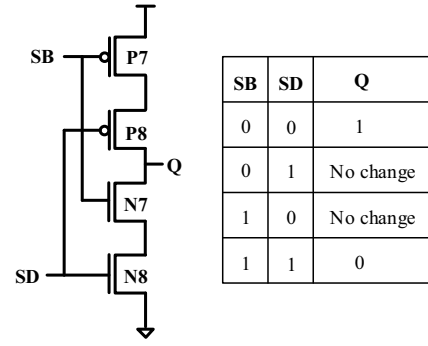 SB
P7
P8
Q
N7
SD
N8
SB SD Q
0 0 1
0 1 No change
1 0 No change
1 1 0